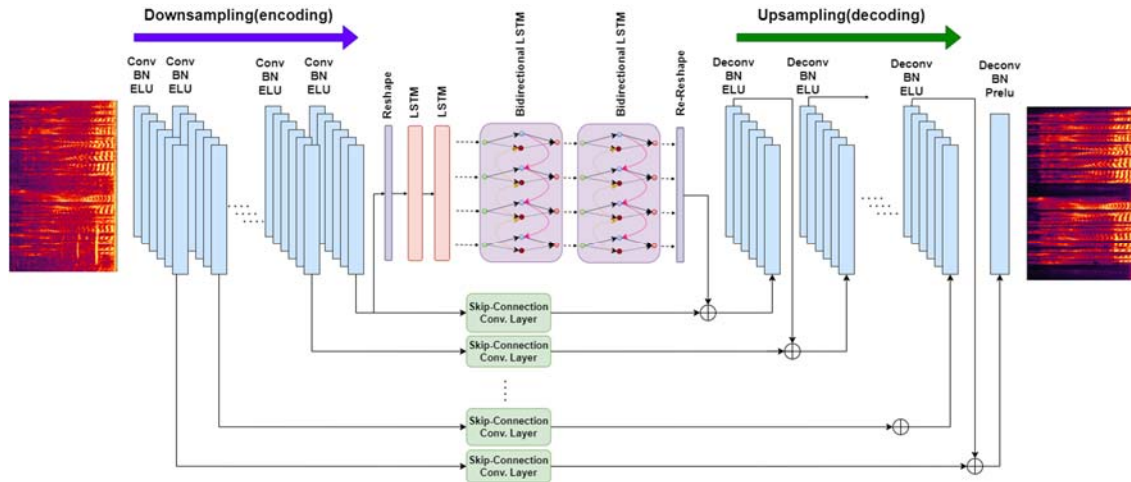 Downsampling(encoding)
Upsampling(decoding)
Conv
BN
ELU
Conv
BN
ELU
Conv
BN
ELU
Conv
BN
ELU
Reshape
LSTM
LSTM
Bidirectional LSTM
Bidirectional LSTM
Re-Reshape
Deconv
BN
ELU
Deconv
BN
ELU
Deconv
BN
ELU
Deconv
BN
Prelu
Skip-Connection
Conv. Layer
Skip-Connection
Conv. Layer
Skip-Connection
Conv. Layer
Skip-Connection
Conv. Layer